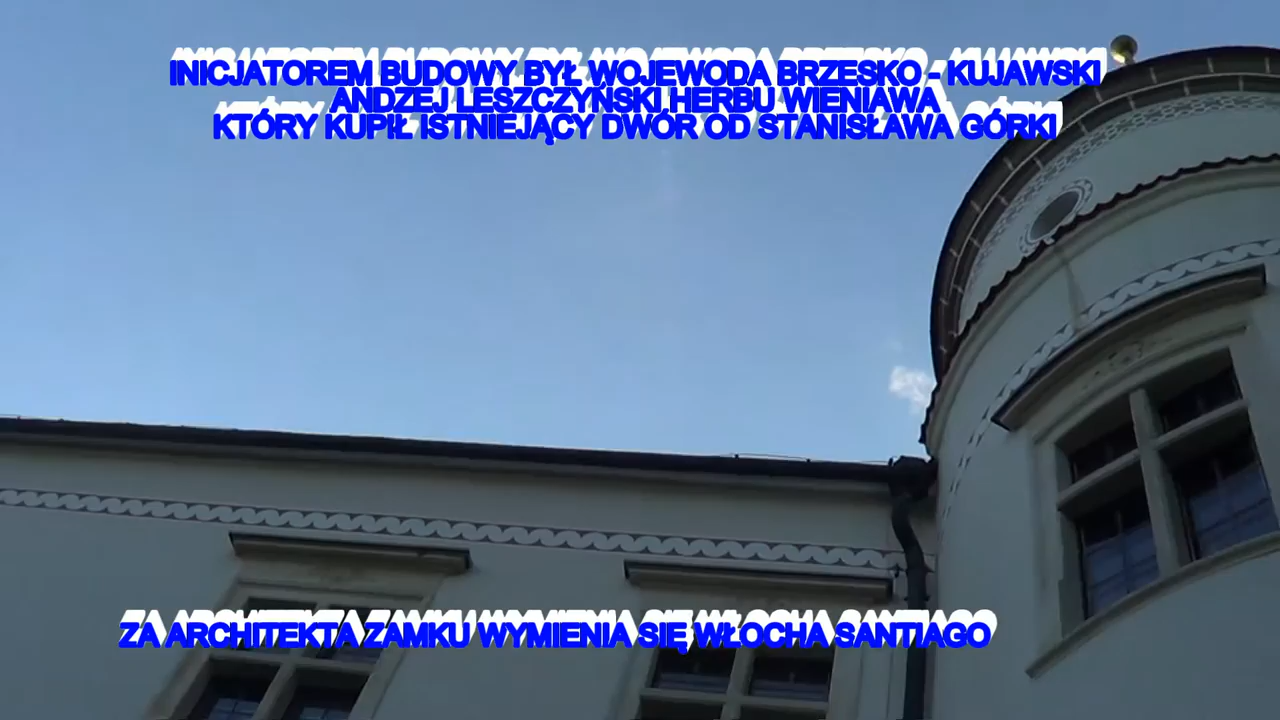 INICJATOREM BUDOWY BYŁ WOJEWODA BRZESKO - KUJAWSKI
ANDZEJ LESZCZYŃSKI HERBU WIENIAWA
KTÓRY KUPIŁ ISTNIEJĄCY DWÓR OD STANISŁAWA GÓRKI
ZA ARCHITEKTA ZAMKU WYMIENIA SIĘ WŁOCHA SANTIAGO